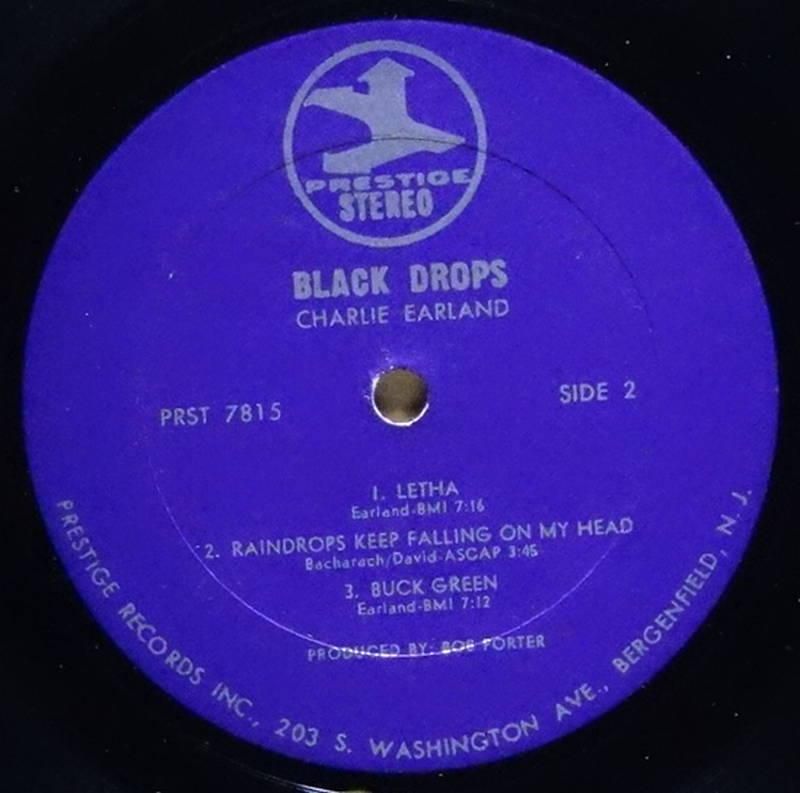 PRESTIGE
STEREO
BLACK DROPS
CHARLIE EARLAND
PRST 7815
SIDE 2
1. LETHA
Earland-BMI 7:16
2. RAINDROPS KEEP FALLING ON MY HEAD
Bacharach/David-ASCAP 3:45
3. BUCK GREEN
Earland-BMI 7:12
PRODUCED BY: BOB PORTER
PRESTIGE RECORDS INC., 203 S. WASHINGTON AVE., BERGENFIELD, N. J.